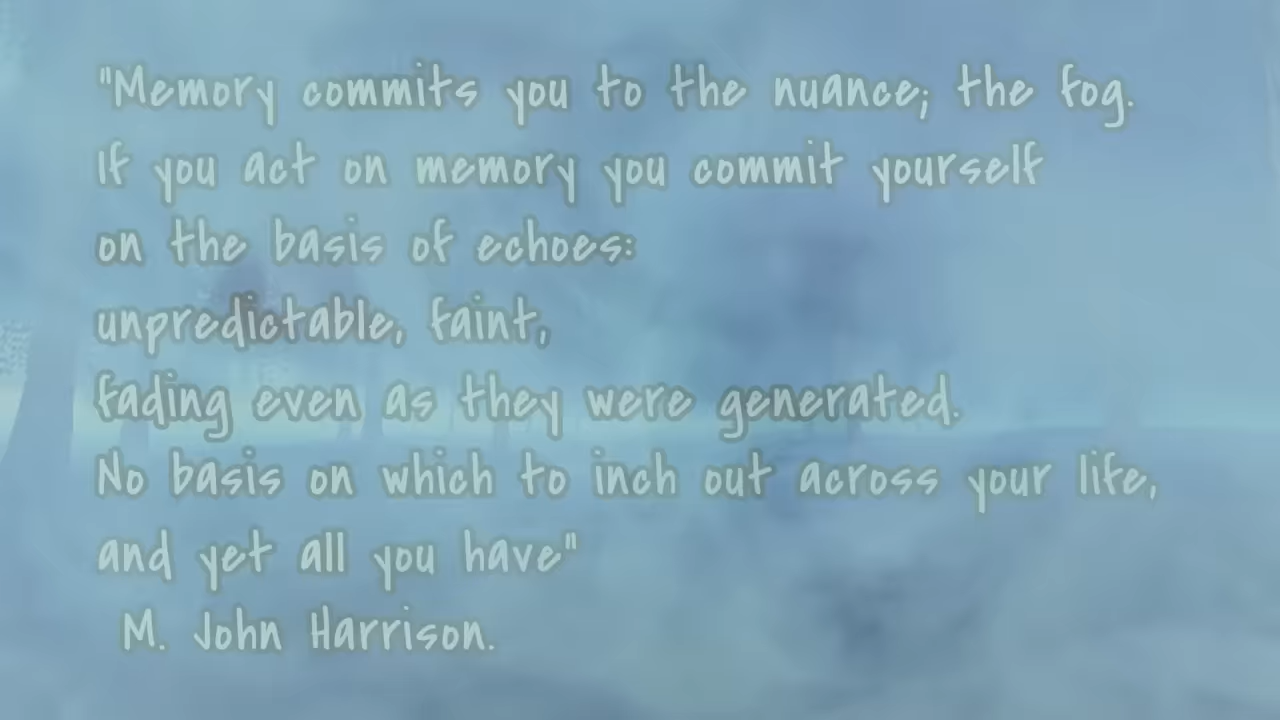 "Memory commits you to the nuance; the fog.
If you act on memory you commit yourself
on the basis of echoes:
unpredictable, faint,
fading even as they were generated.
No basis on which to inch out across your life,
and yet all you have"
M. John Harrison.